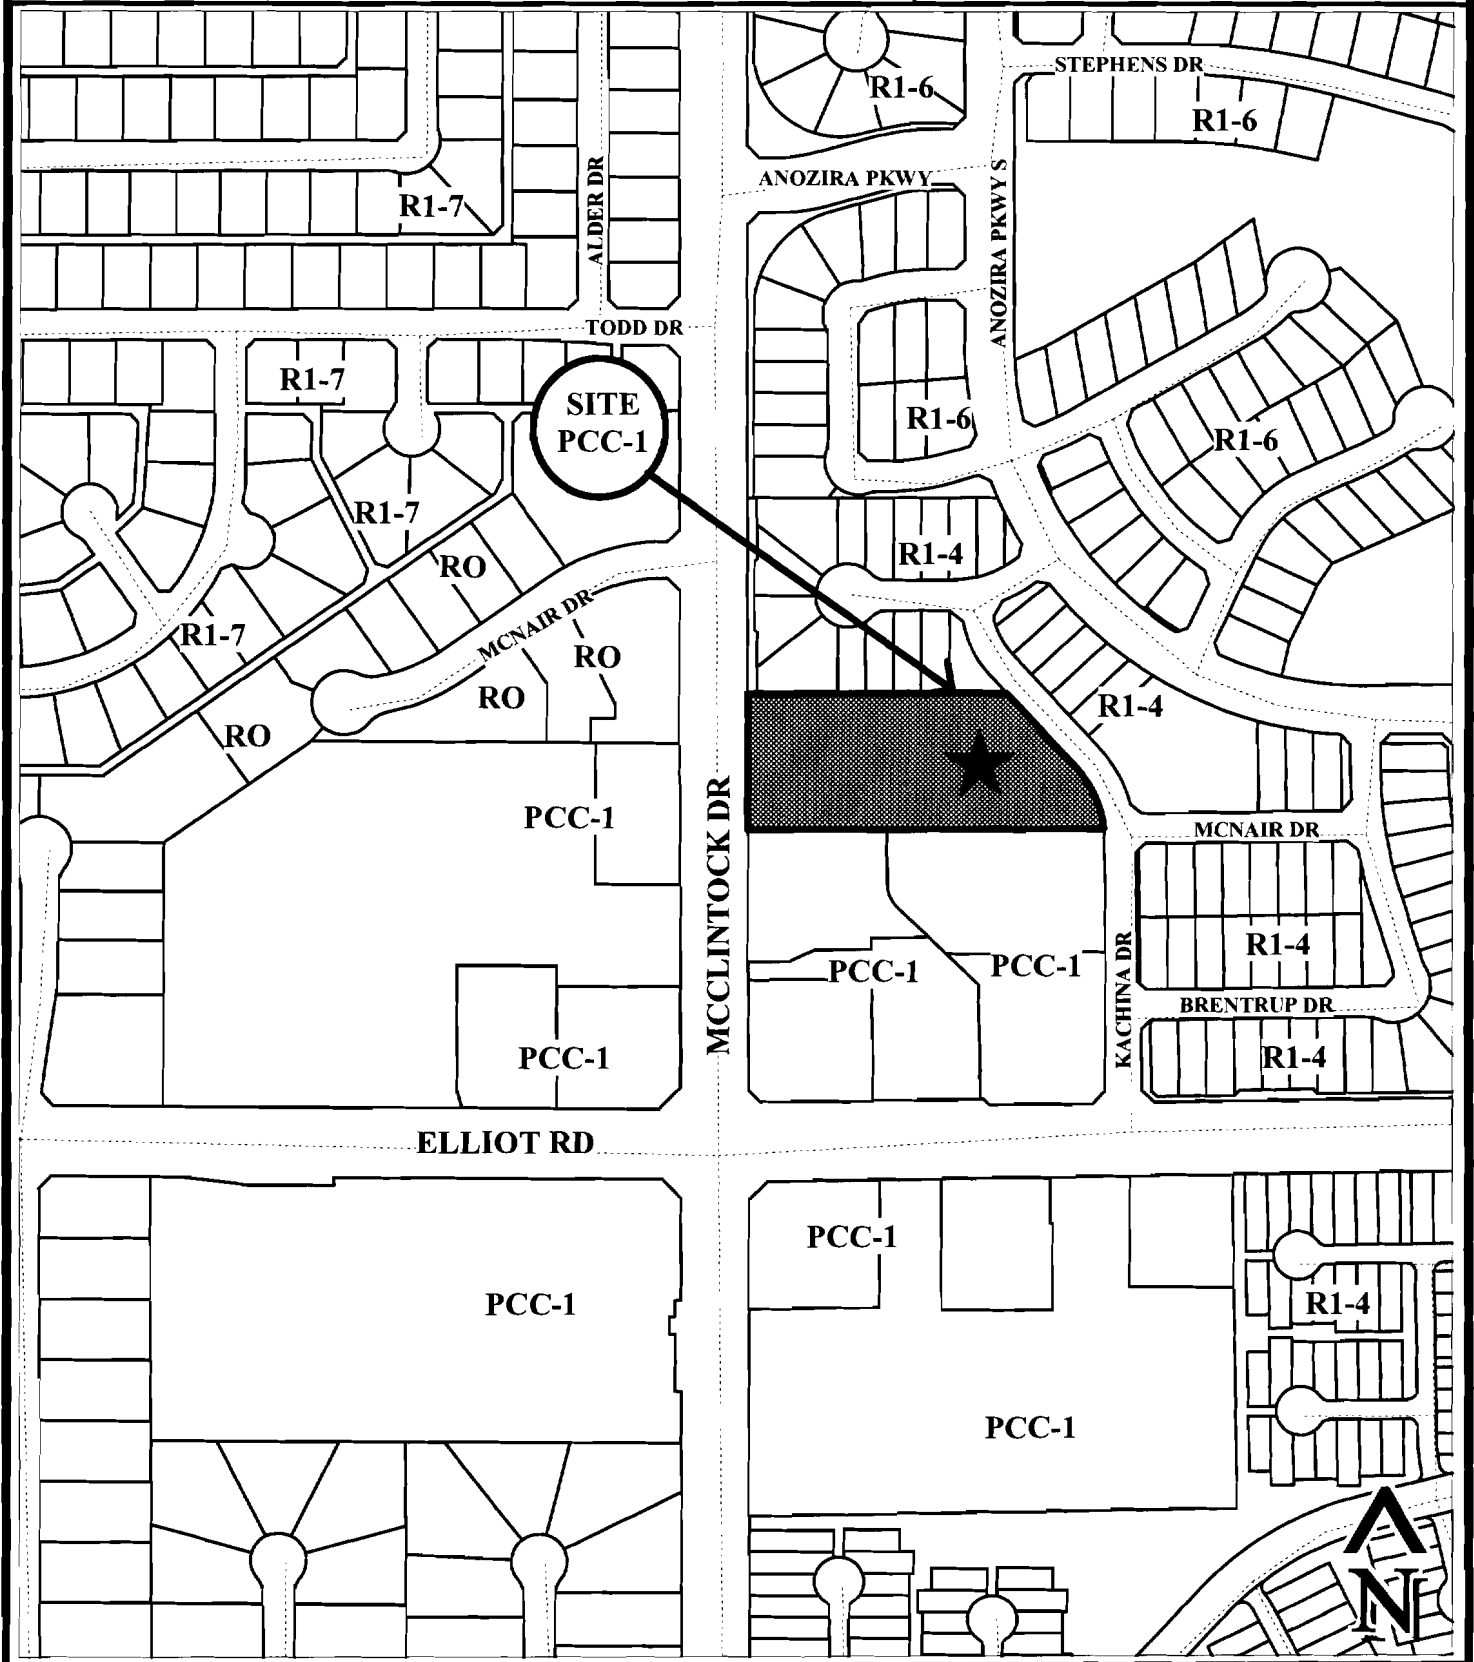 STEPHENS DR
R1-6
R1-6
ANOZIRA PKWY
ANOZIRA PKWY S
ALDER DR
R1-7
TODD DR
R1-7
SITE
PCC-1
R1-6
R1-6
R1-7
RO
R1-4
MCNAIR DR
R1-7
RO
RO
R1-4
RO
MCCLINTOCK DR
PCC-1
MCNAIR DR
R1-4
PCC-1
PCC-1
KACHINA DR
BRENTRUP DR
PCC-1
R1-4
ELLIOT RD
PCC-1
PCC-1
R1-4
PCC-1
N